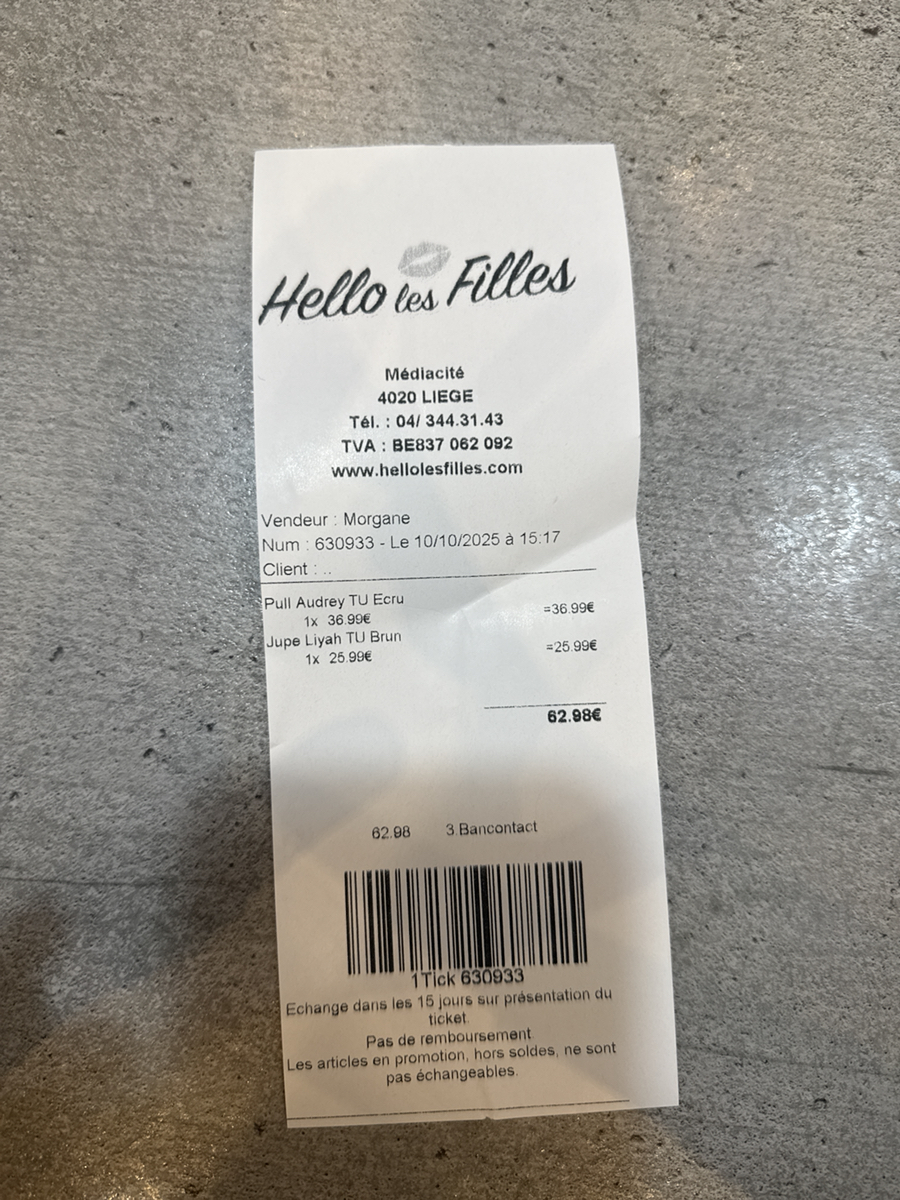 Hello les Filles
Médiacité
4020 LIEGE
Tél. : 04/ 344.31.43
TVA : BE837 062 092
www.hellolesfilles.com
Vendeur : Morgane
Num : 630933 - Le 10/10/2025 à 15:17
Client : ..
Pull Audrey TU Ecru
1x 36.99€ =36.99€
Jupe Liyah TU Brun
1x 25.99€ =25.99€
62.98€
62.98 3.Bancontact
1Tick 630933
Echange dans les 15 jours sur présentation du
ticket.
Pas de remboursement.
Les articles en promotion, hors soldes, ne sont
pas échangeables.